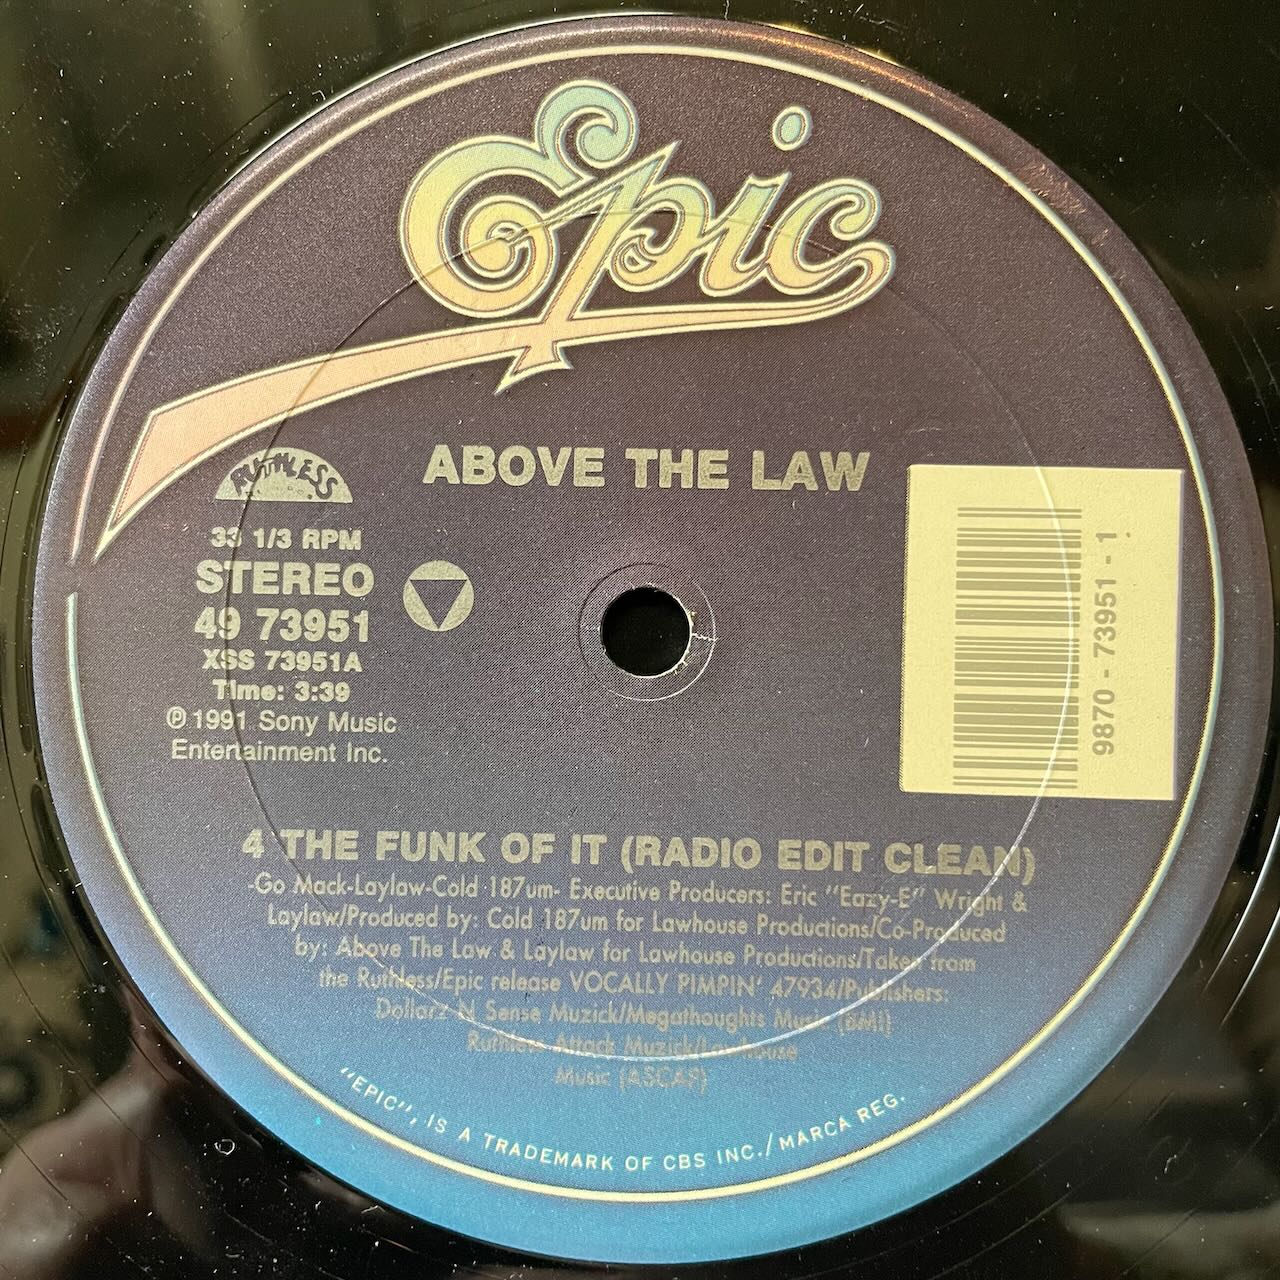 Epic
ABOVE THE LAW
RUTHLESS
33 1/3 RPM
STEREO
49 73951
XSS 73951A
Time: 3:39
℗ 1991 Sony Music
Entertainment Inc.
9870 - 73951 - 1
4 THE FUNK OF IT (RADIO EDIT CLEAN)
-Go Mack-Laylaw-Cold 187um- Executive Producers: Eric "Eazy-E" Wright &
Laylaw/Produced by: Cold 187um for Lawhouse Productions/Co-Produced
by: Above The Law & Laylaw for Lawhouse Productions/Taken from
the Ruthless/Epic release VOCALLY PIMPIN' 47934/Publishers:
Dollarz N Sense Muzick/Megathoughts Music (BMI)
Ruthless Attack Muzick/Lawhouse
Music (ASCAP)
"EPIC", IS A TRADEMARK OF CBS INC./MARCA REG.